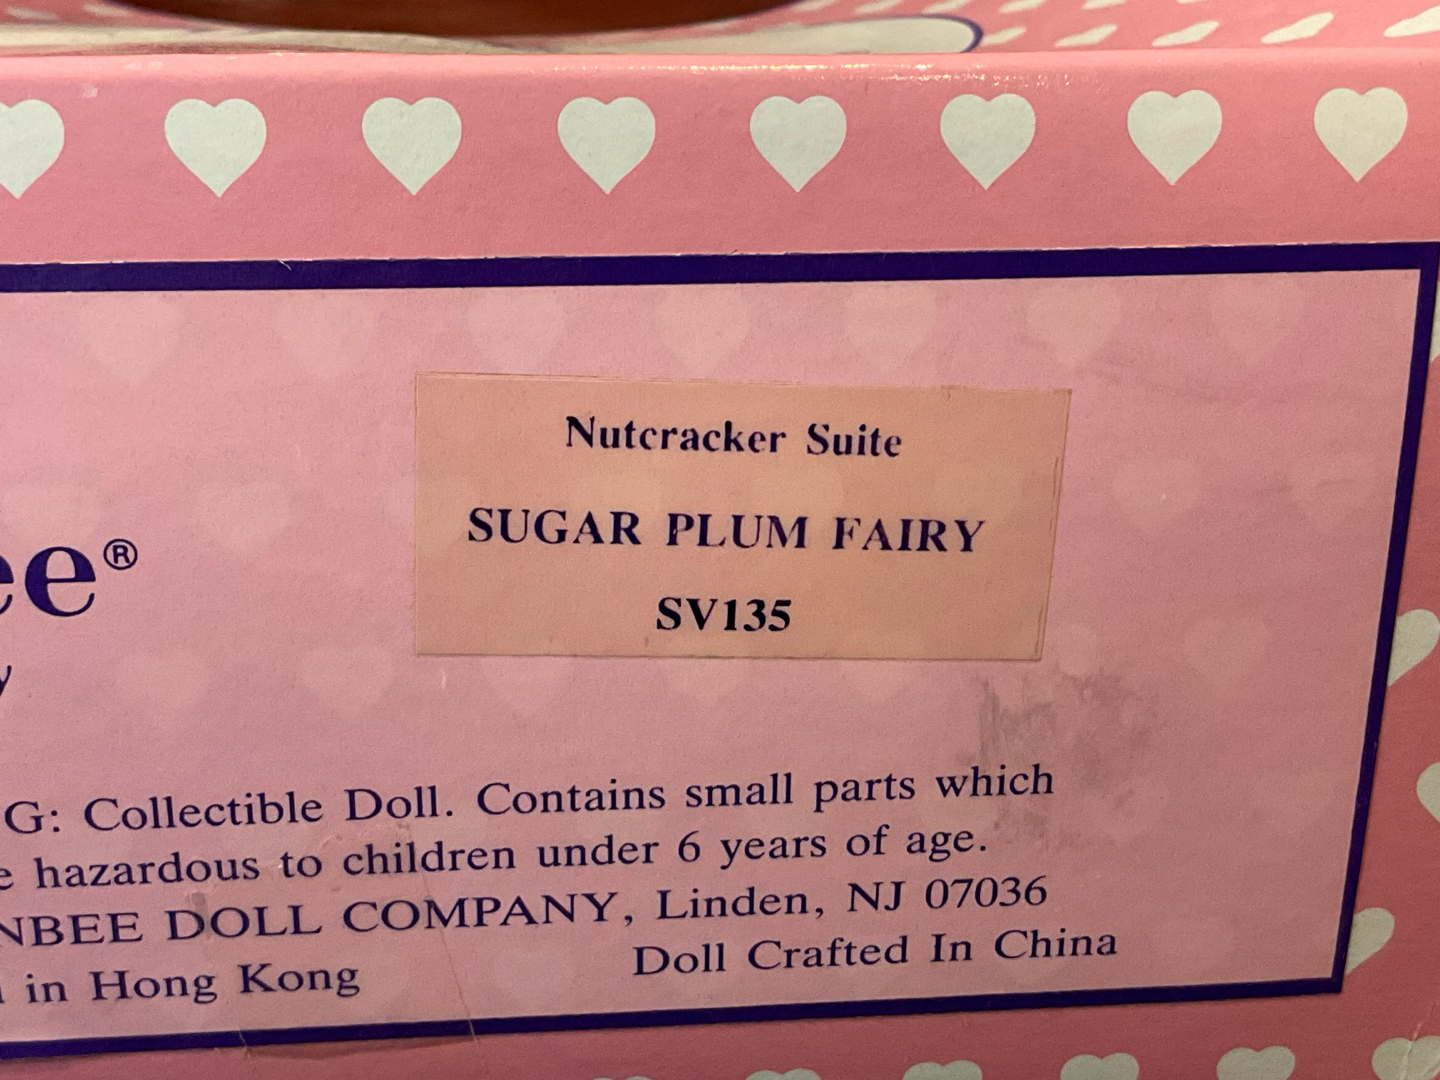 Nutcracker Suite
SUGAR PLUM FAIRY
SV135
ee®
y
G: Collectible Doll. Contains small parts which
e hazardous to children under 6 years of age.
NBEE DOLL COMPANY, Linden, NJ 07036
in Hong Kong
Doll Crafted In China